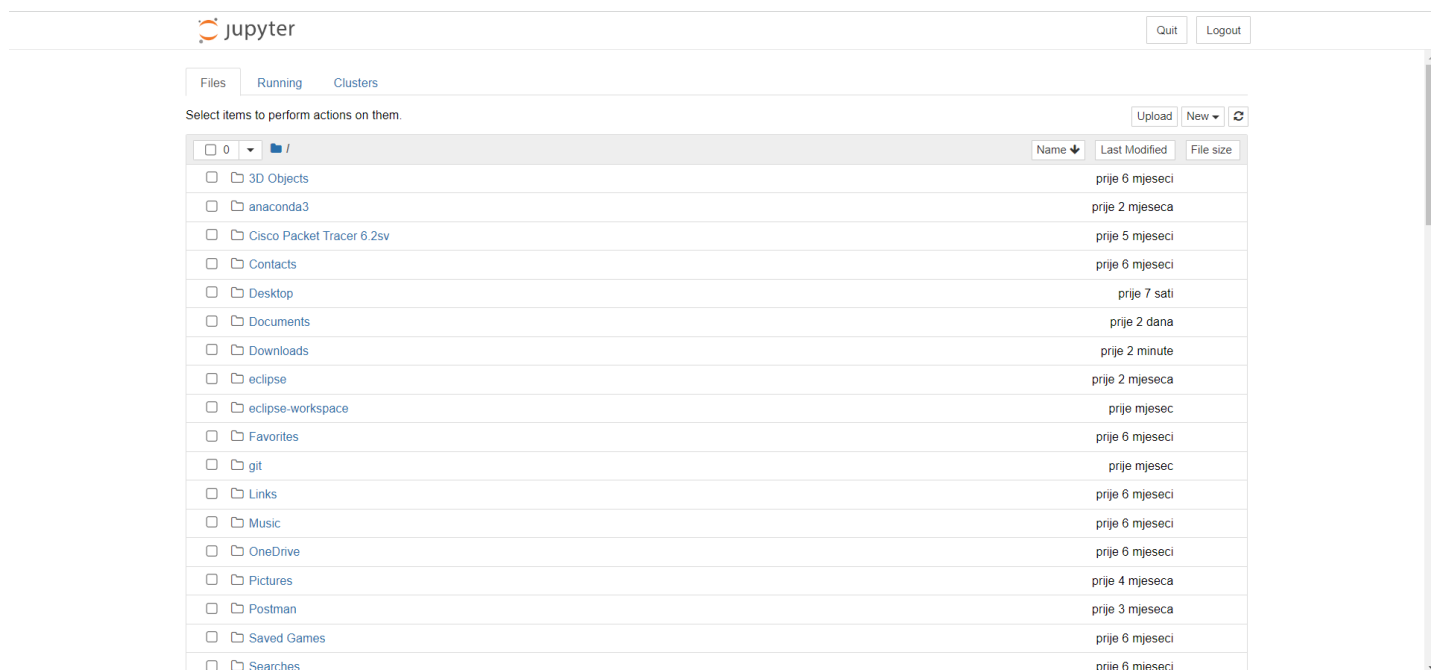 jupyter Quit Logout
Files Running Clusters
Select items to perform actions on them. Upload New
0 / Name Last Modified File size
3D Objects prije 6 mjeseci
anaconda3 prije 2 mjeseca
Cisco Packet Tracer 6.2sv prije 5 mjeseci
Contacts prije 6 mjeseci
Desktop prije 7 sati
Documents prije 2 dana
Downloads prije 2 minute
eclipse prije 2 mjeseca
eclipse-workspace prije mjesec
Favorites prije 6 mjeseci
git prije mjesec
Links prije 6 mjeseci
Music prije 6 mjeseci
OneDrive prije 6 mjeseci
Pictures prije 4 mjeseca
Postman prije 3 mjeseca
Saved Games prije 6 mjeseci
Searches prije 6 mjeseci